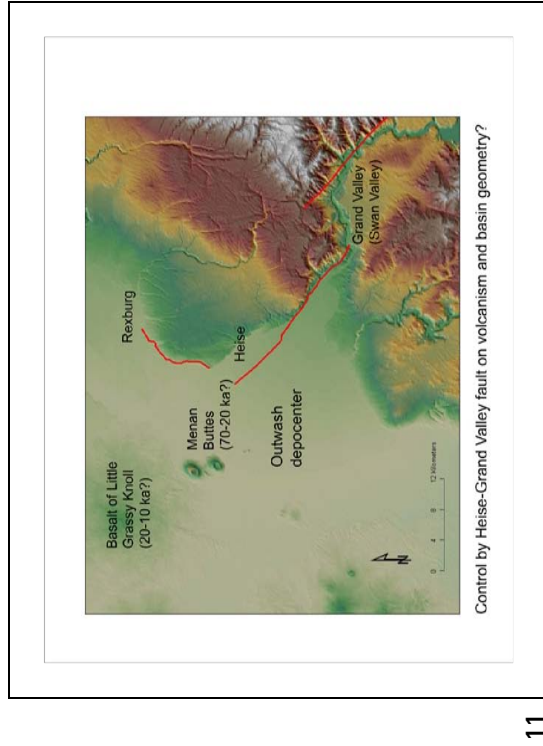 Basalt of Little
Grassy Knoll
(20-10 ka?)
Rexburg
Menan
Buttes
(70-20 ka?)
Heise
Outwash
depocenter
Grand Valley
(Swan Valley)
N
0 4 8 12 kilometers
Control by Heise-Grand Valley fault on volcanism and basin geometry?
11